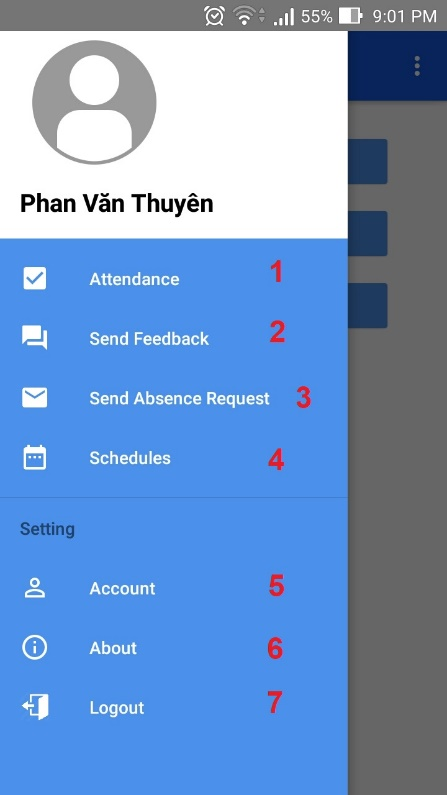 55% 9:01 PM
Phan Văn Thuyên
Attendance 1
Send Feedback 2
Send Absence Request 3
Schedules 4
Setting
Account 5
About 6
Logout 7